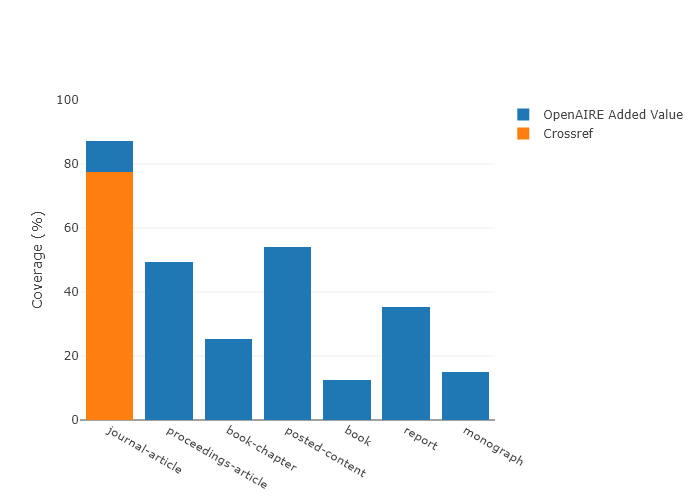 100
80
60
40
20
0
Coverage (%)
journal-article
proceedings-article
book-chapter
posted-content
book
report
monograph
OpenAIRE Added Value
Crossref